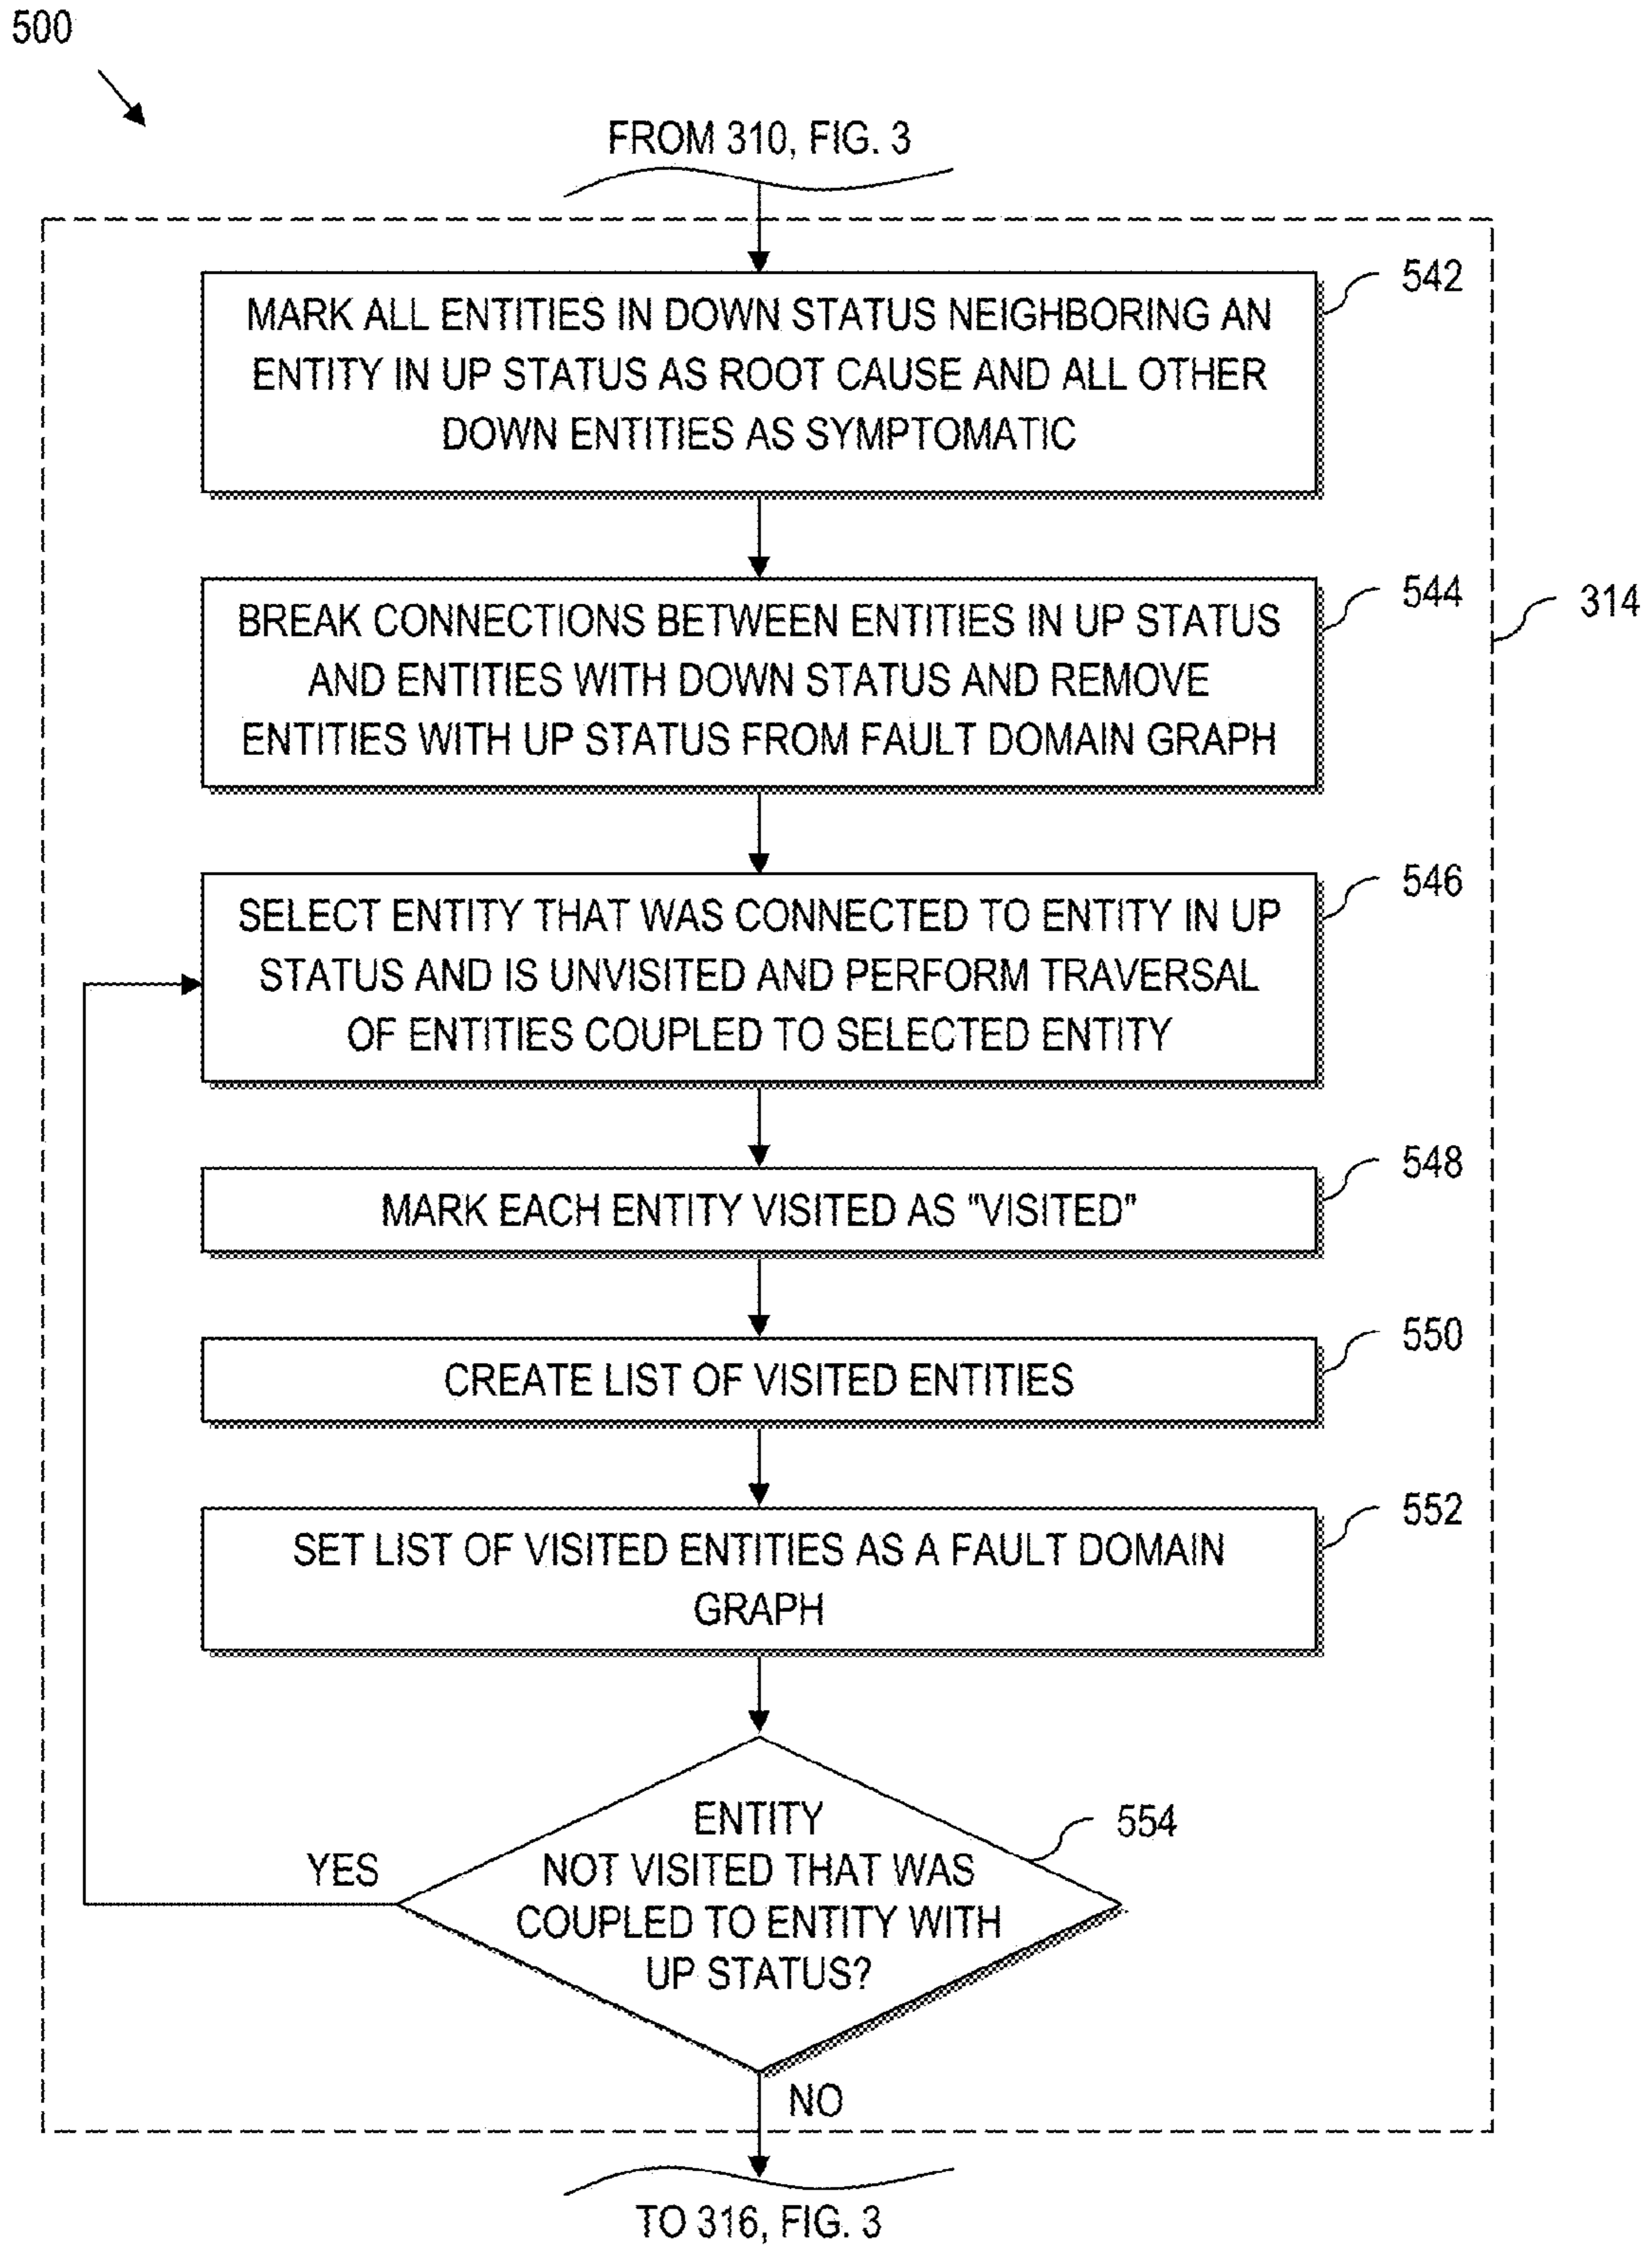 500
FROM 310, FIG. 3
542
MARK ALL ENTITIES IN DOWN STATUS NEIGHBORING AN
ENTITY IN UP STATUS AS ROOT CAUSE AND ALL OTHER
DOWN ENTITIES AS SYMPTOMATIC
544
314
BREAK CONNECTIONS BETWEEN ENTITIES IN UP STATUS
AND ENTITIES WITH DOWN STATUS AND REMOVE
ENTITIES WITH UP STATUS FROM FAULT DOMAIN GRAPH
546
SELECT ENTITY THAT WAS CONNECTED TO ENTITY IN UP
STATUS AND IS UNVISITED AND PERFORM TRAVERSAL
OF ENTITIES COUPLED TO SELECTED ENTITY
548
MARK EACH ENTITY VISITED AS "VISITED"
550
CREATE LIST OF VISITED ENTITIES
552
SET LIST OF VISITED ENTITIES AS A FAULT DOMAIN
GRAPH
554
ENTITY
NOT VISITED THAT WAS
COUPLED TO ENTITY WITH
UP STATUS?
YES
NO
TO 316, FIG. 3